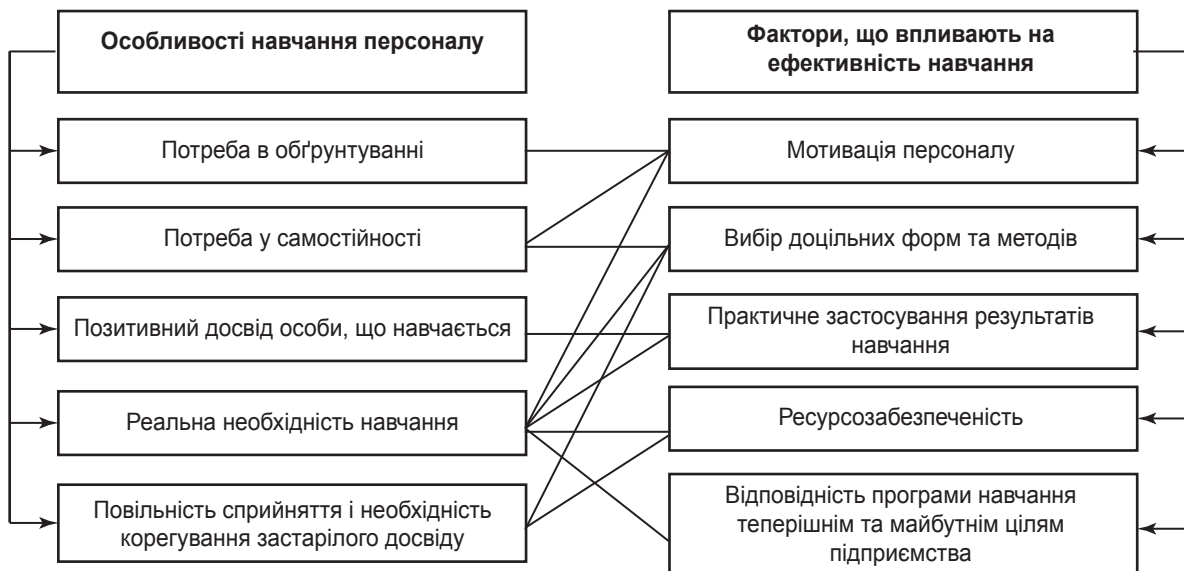 Особливості навчання персоналу
Фактори, що впливають на
ефективність навчання
Потреба в обґрунтуванні
Мотивація персоналу
Потреба у самостійності
Вибір доцільних форм та методів
Позитивний досвід особи, що навчається
Практичне застосування результатів
навчання
Реальна необхідність навчання
Ресурсозабезпеченість
Повільність сприйняття і необхідність
корегування застарілого досвіду
Відповідність програми навчання
теперішнім та майбутнім цілям
підприємства